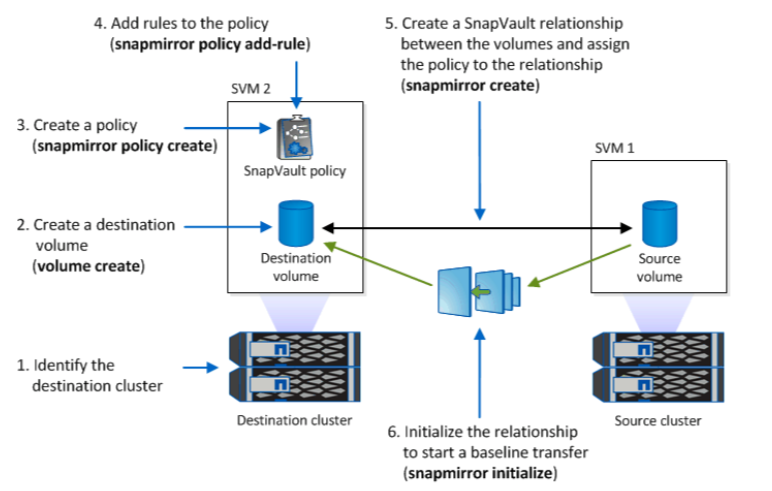 4. Add rules to the policy
(snapmirror policy add-rule)
5. Create a SnapVault relationship
between the volumes and assign
the policy to the relationship
(snapmirror create)
SVM 2
3. Create a policy
(snapmirror policy create)
SnapVault policy
SVM 1
2. Create a destination
volume
(volume create)
Destination
volume
Source
volume
1. Identify the
destination cluster
Destination cluster
Source cluster
6. Initialize the relationship
to start a baseline transfer
(snapmirror initialize)